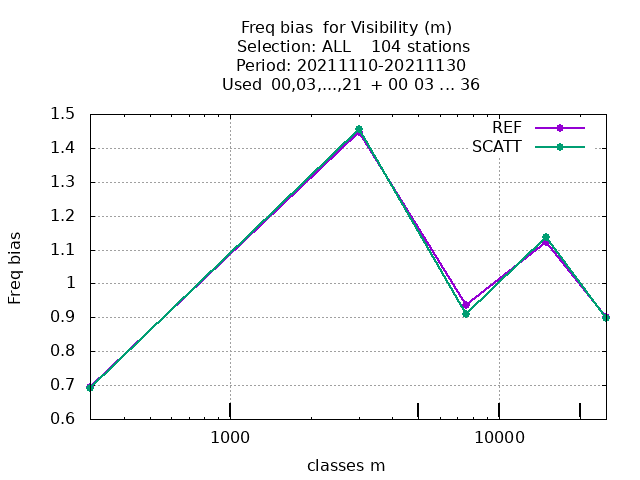 Freq bias  for Visibility (m)
Selection: ALL    104 stations
Period: 20211110-20211130
Used  00,03,...,21  + 00 03 ... 36
REF
SCATT
1.5
1.4
1.3
1.2
1.1
1
0.9
0.8
0.7
0.6
Freq bias
1000
10000
classes m